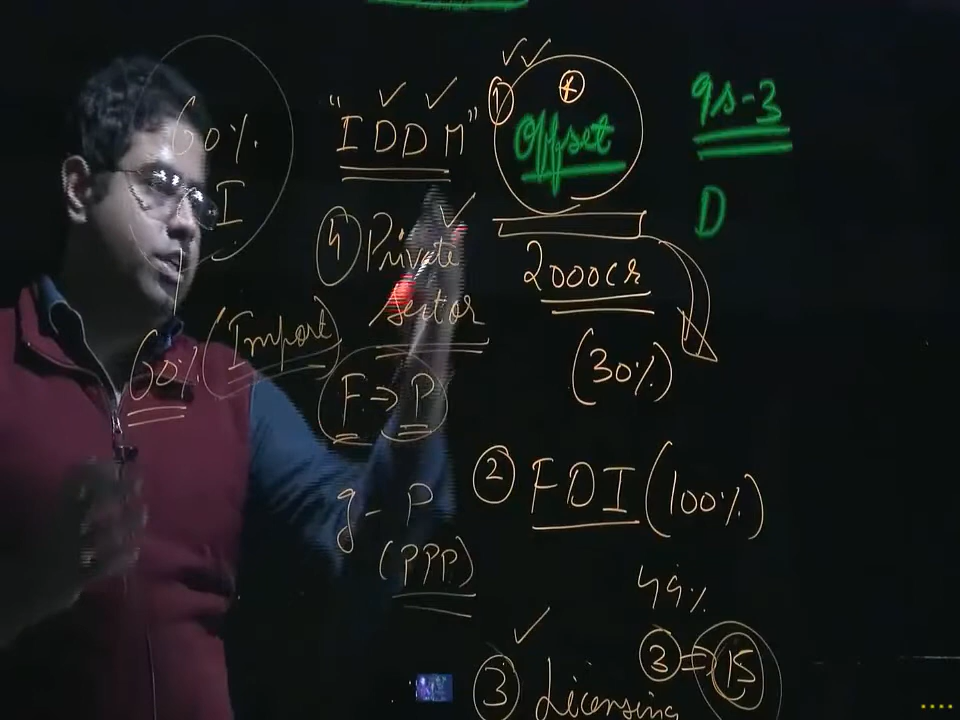 60%
I
60% (Import)
"IDDM"
4 Private
sector
F → P
g - P
(PPP)
1
Offset
2000cr
(30%)
2 FDI (100%)
49%
3 ⇒ 15
3 Licensing
gs-3
D